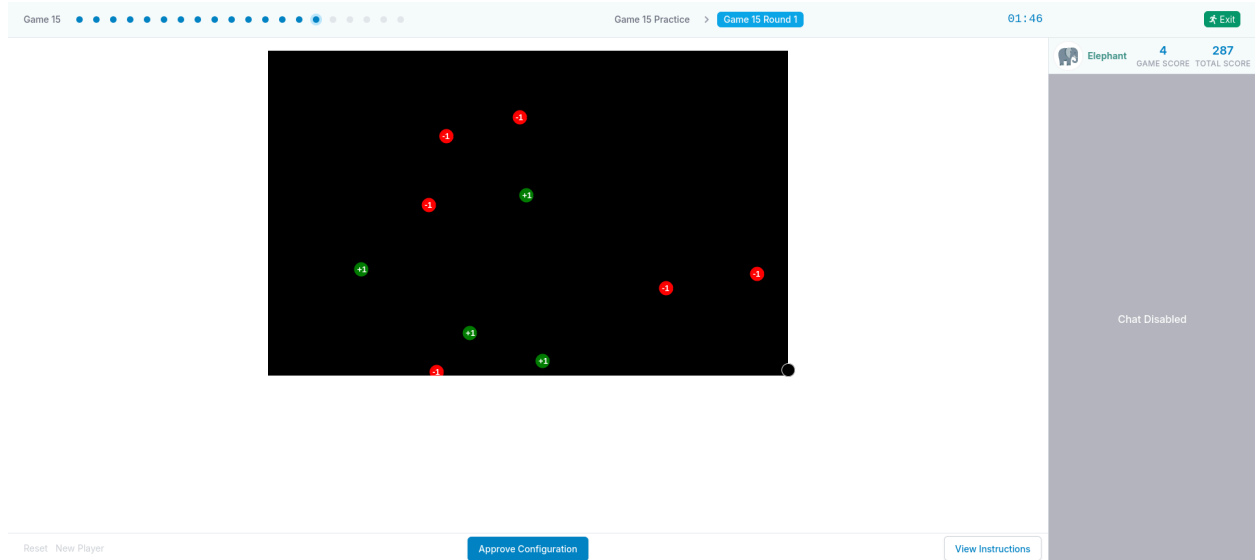 Game 15
Game 15 Practice
Game 15 Round 1
01:46
Exit
Elephant
4
GAME SCORE
287
TOTAL SCORE
-1
-1
+1
-1
+1
-1
-1
+1
+1
-1
Chat Disabled
Reset
New Player
Approve Configuration
View Instructions